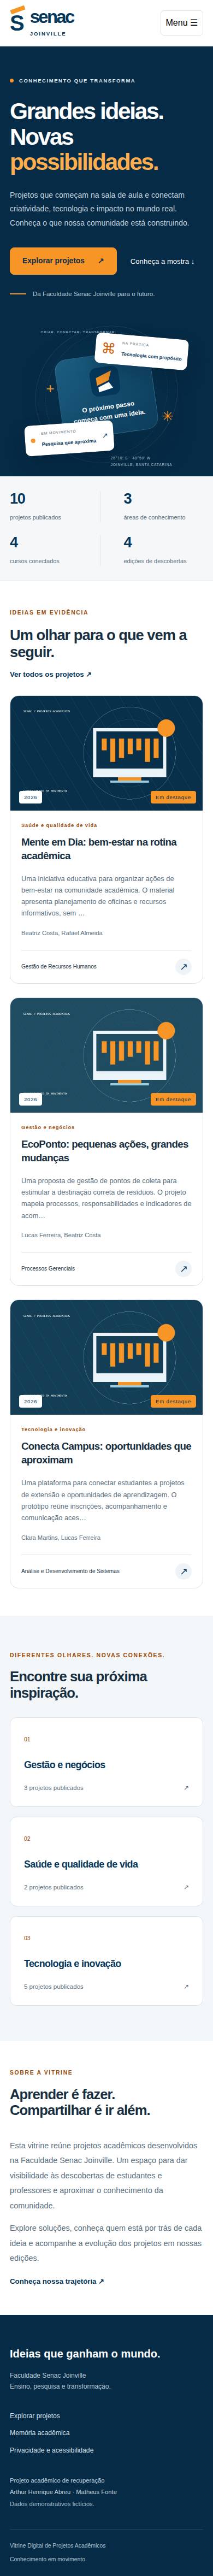 senac
JOINVILLE
Menu ☰
CONHECIMENTO QUE TRANSFORMA
Grandes ideias.
Novas
possibilidades.
Projetos que começam na sala de aula e conectam
criatividade, tecnologia e impacto no mundo real.
Conheça o que nossa comunidade está construindo.
Explorar projetos ↗
Conheça a mostra ↓
Da Faculdade Senac Joinville para o futuro.
CRIAR. CONECTAR.
NA PRÁTICA
Tecnologia com propósito
O próximo passo
começa com uma ideia.
EM MOVIMENTO
Pesquisa que aproxima ↗
JOINVILLE, SANTA CATARINA
10
projetos publicados
3
áreas de conhecimento
4
cursos conectados
4
edições de descobertas
IDEIAS EM EVIDÊNCIA
Um olhar para o que vem a
seguir.
Ver todos os projetos ↗
SENAC / PROJETOS ACADÊMICOS
2026
Em destaque
Saúde e qualidade de vida
Mente em Dia: bem-estar na rotina
acadêmica
Uma iniciativa educativa para organizar ações de
bem-estar na comunidade acadêmica. O material
apresenta planejamento de oficinas e recursos
informativos, sem …
Beatriz Costa, Rafael Almeida
Gestão de Recursos Humanos ↗
SENAC / PROJETOS ACADÊMICOS
2026
Em destaque
Gestão e negócios
EcoPonto: pequenas ações, grandes
mudanças
Uma proposta de gestão de pontos de coleta para
estimular a destinação correta de resíduos. O projeto
mapeia processos, responsabilidades e indicadores de
acom…
Lucas Ferreira, Beatriz Costa
Processos Gerenciais ↗
SENAC / PROJETOS ACADÊMICOS
2026
Em destaque
Tecnologia e inovação
Conecta Campus: oportunidades que
aproximam
Uma plataforma para conectar estudantes a projetos
de extensão e oportunidades de aprendizagem. O
protótipo reúne inscrições, acompanhamento e
comunicação aces…
Clara Martins, Lucas Ferreira
Análise e Desenvolvimento de Sistemas ↗
DIFERENTES OLHARES. NOVAS CONEXÕES.
Encontre sua próxima
inspiração.
01
Gestão e negócios
3 projetos publicados ↗
02
Saúde e qualidade de vida
2 projetos publicados ↗
03
Tecnologia e inovação
5 projetos publicados ↗
SOBRE A VITRINE
Aprender é fazer.
Compartilhar é ir além.
Esta vitrine reúne projetos acadêmicos desenvolvidos
na Faculdade Senac Joinville. Um espaço para dar
visibilidade às descobertas de estudantes e
professores e aproximar o conhecimento da
comunidade.
Explore soluções, conheça quem está por trás de cada
ideia e acompanhe a evolução dos projetos em nossas
edições.
Conheça nossa trajetória ↗
Ideias que ganham o mundo.
Faculdade Senac Joinville
Ensino, pesquisa e transformação.
Explorar projetos
Memória acadêmica
Privacidade e acessibilidade
Projeto acadêmico de recuperação
Arthur Henrique Abreu · Matheus Fonte
Dados demonstrativos fictícios.
Vitrine Digital de Projetos Acadêmicos
Conhecimento em movimento.